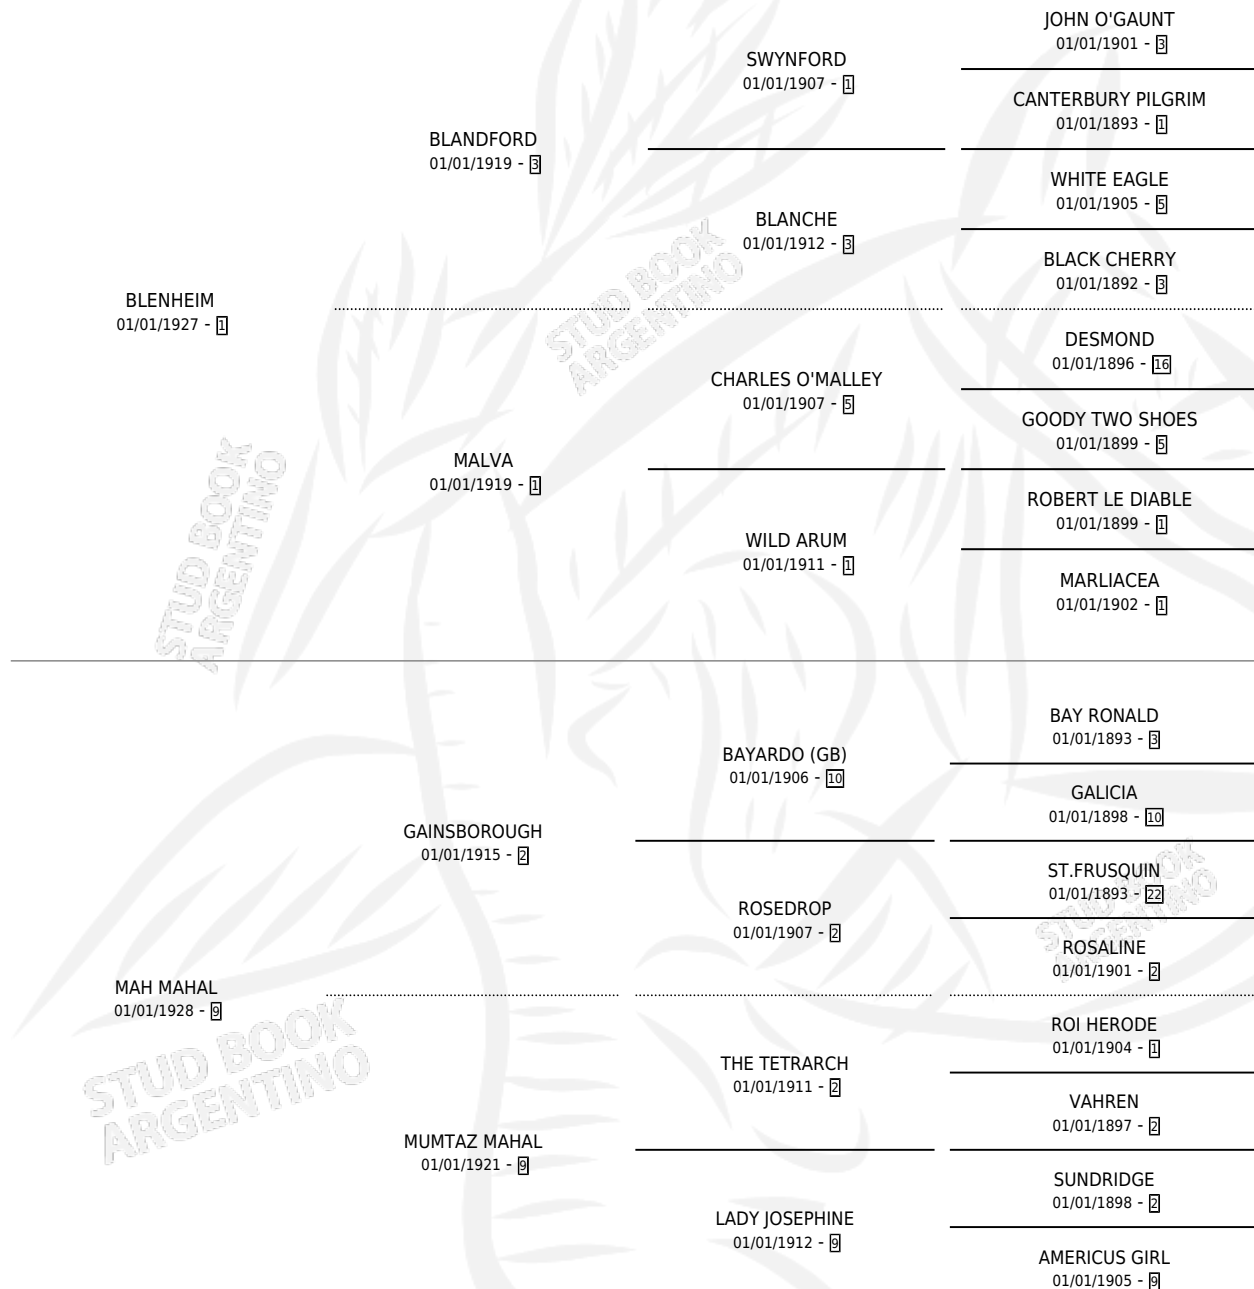 JOHN O'GAUNT
01/01/1901 - 3
SWYNFORD
01/01/1907 - 1
CANTERBURY PILGRIM
01/01/1893 - 1
BLANDFORD
01/01/1919 - 3
WHITE EAGLE
01/01/1905 - 5
BLANCHE
01/01/1912 - 3
BLACK CHERRY
01/01/1892 - 3
BLENHEIM
01/01/1927 - 1
STUD BOOK
ARGENTINO
DESMOND
01/01/1896 - 16
CHARLES O'MALLEY
01/01/1907 - 5
GOODY TWO SHOES
01/01/1899 - 5
MALVA
01/01/1919 - 1
ROBERT LE DIABLE
01/01/1899 - 1
WILD ARUM
01/01/1911 - 1
MARLIACEA
01/01/1902 - 1
STUD BOOK
ARGENTINO
BAY RONALD
01/01/1893 - 3
BAYARDO (GB)
01/01/1906 - 10
GALICIA
01/01/1898 - 10
GAINSBOROUGH
01/01/1915 - 2
ST.FRUSQUIN
01/01/1893 - 22
ROSEDROP
01/01/1907 - 2
STUD BOOK
ARGENTINO
ROSALINE
01/01/1901 - 2
MAH MAHAL
01/01/1928 - 9
STUD BOOK
ARGENTINO
ROI HERODE
01/01/1904 - 1
THE TETRARCH
01/01/1911 - 2
VAHREN
01/01/1897 - 2
MUMTAZ MAHAL
01/01/1921 - 9
SUNDRIDGE
01/01/1898 - 2
LADY JOSEPHINE
01/01/1912 - 9
AMERICUS GIRL
01/01/1905 - 9